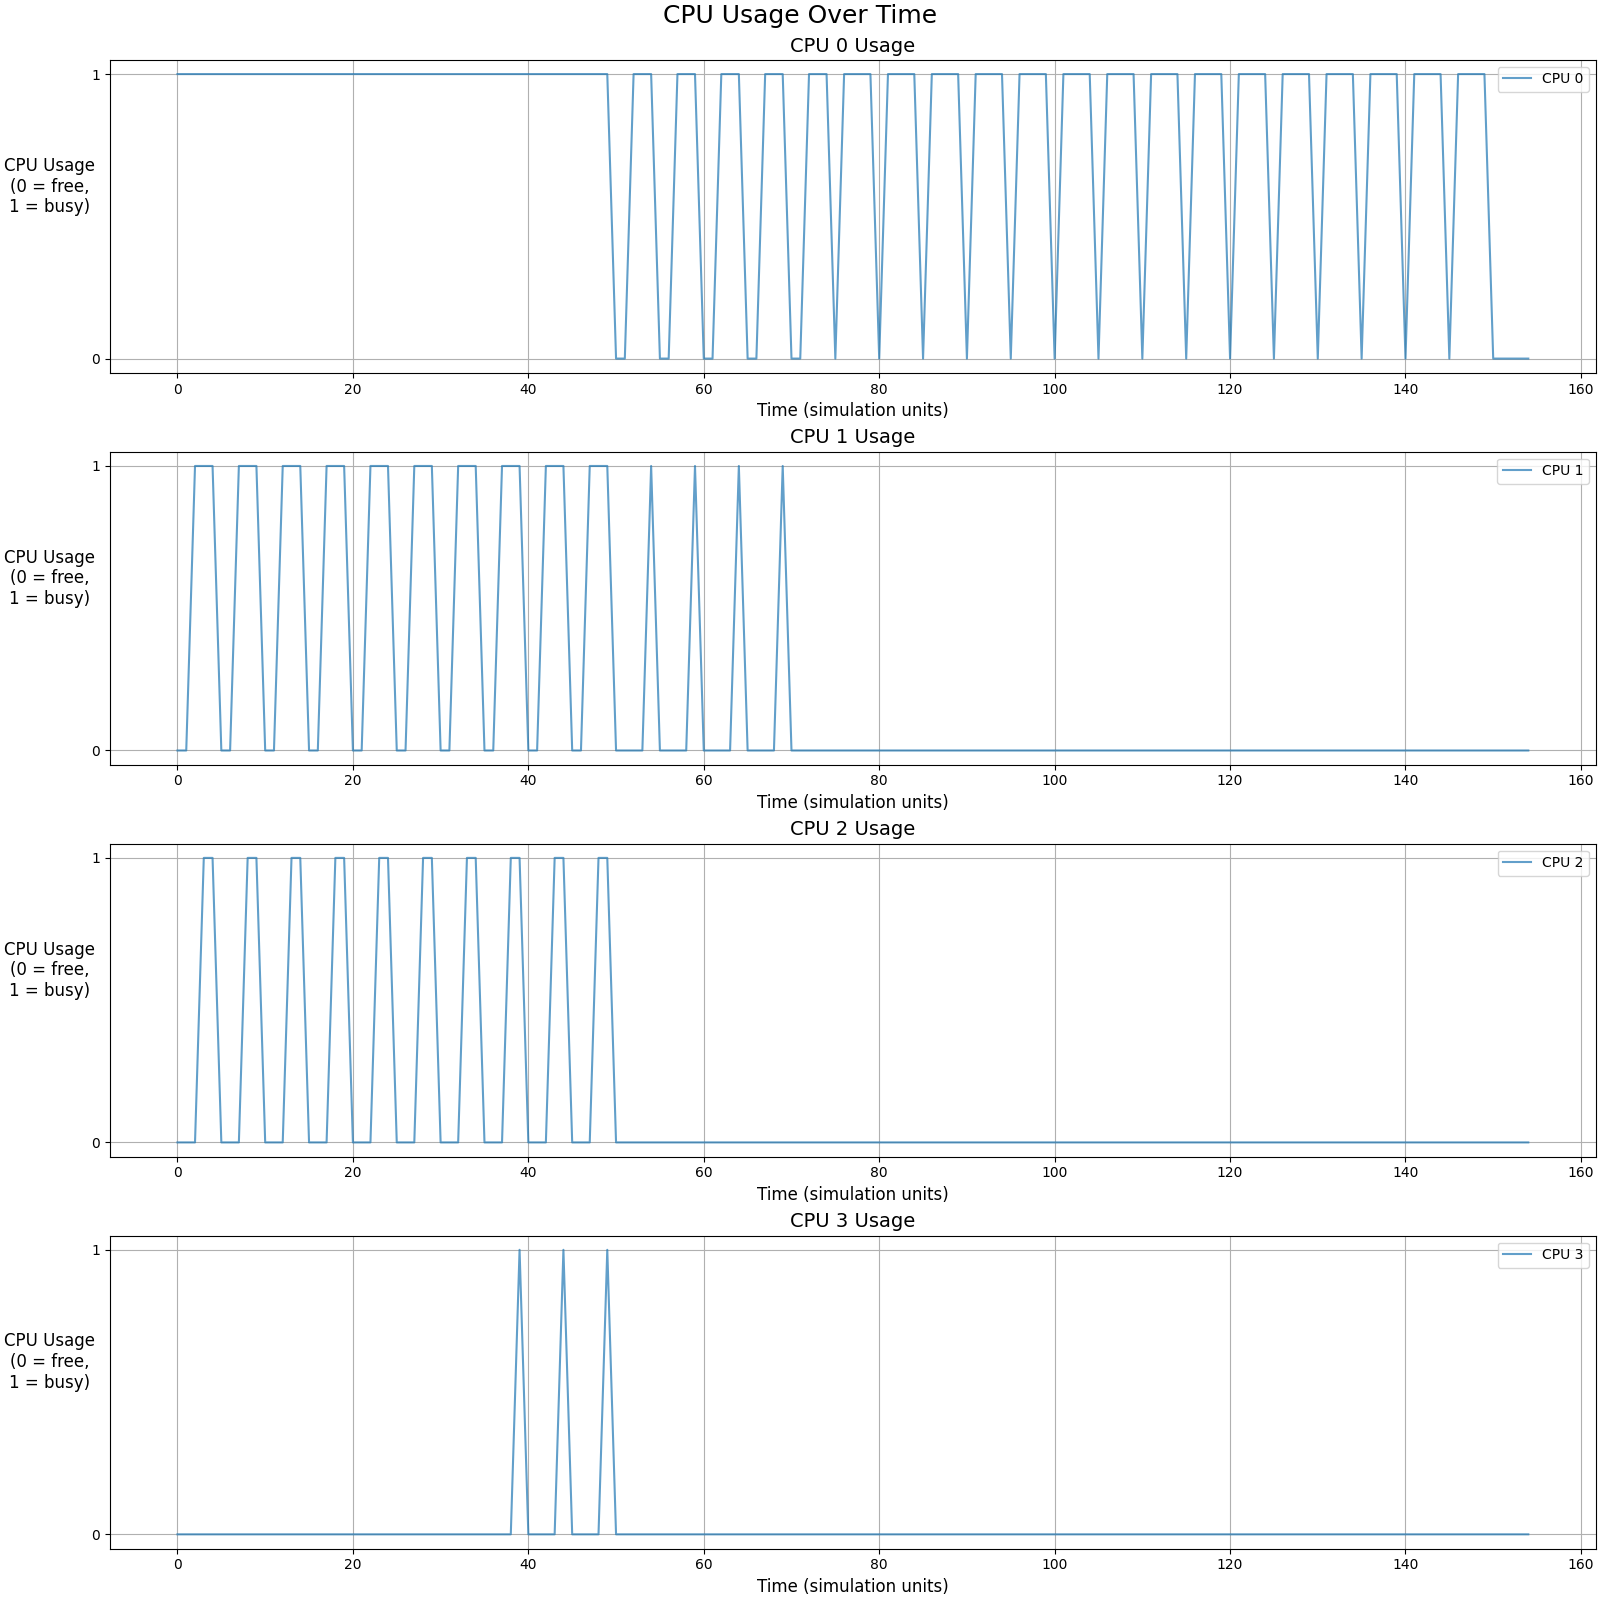 CPU Usage Over Time
CPU 0 Usage
1
CPU 0
CPU Usage
(0 = free,
1 = busy)
0
0 20 40 60 80 100 120 140 160
Time (simulation units)
CPU 1 Usage
1
CPU 1
CPU Usage
(0 = free,
1 = busy)
0
0 20 40 60 80 100 120 140 160
Time (simulation units)
CPU 2 Usage
1
CPU 2
CPU Usage
(0 = free,
1 = busy)
0
0 20 40 60 80 100 120 140 160
Time (simulation units)
CPU 3 Usage
1
CPU 3
CPU Usage
(0 = free,
1 = busy)
0
0 20 40 60 80 100 120 140 160
Time (simulation units)